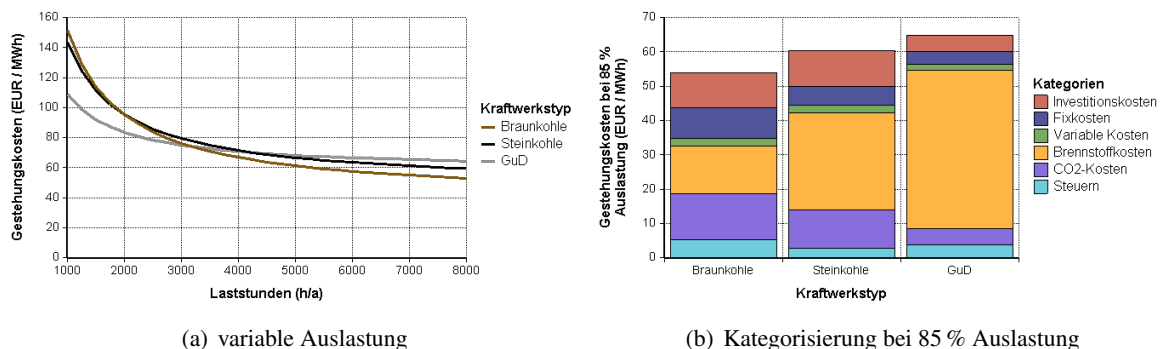 Gestehungskosten (EUR / MWh)
160
140
120
100
80
60
40
20
0
1000
2000
3000
4000
5000
6000
7000
8000
Laststunden (h/a)
Kraftwerkstyp
Braunkohle
Steinkohle
GuD
(a) variable Auslastung
Gestehungskosten bei 85 %
Auslastung (EUR / MWh)
70
60
50
40
30
20
10
0
Braunkohle
Steinkohle
GuD
Kraftwerkstyp
Kategorien
Investitionskosten
Fixkosten
Variable Kosten
Brennstoffkosten
CO2-Kosten
Steuern
(b) Kategorisierung bei 85 % Auslastung